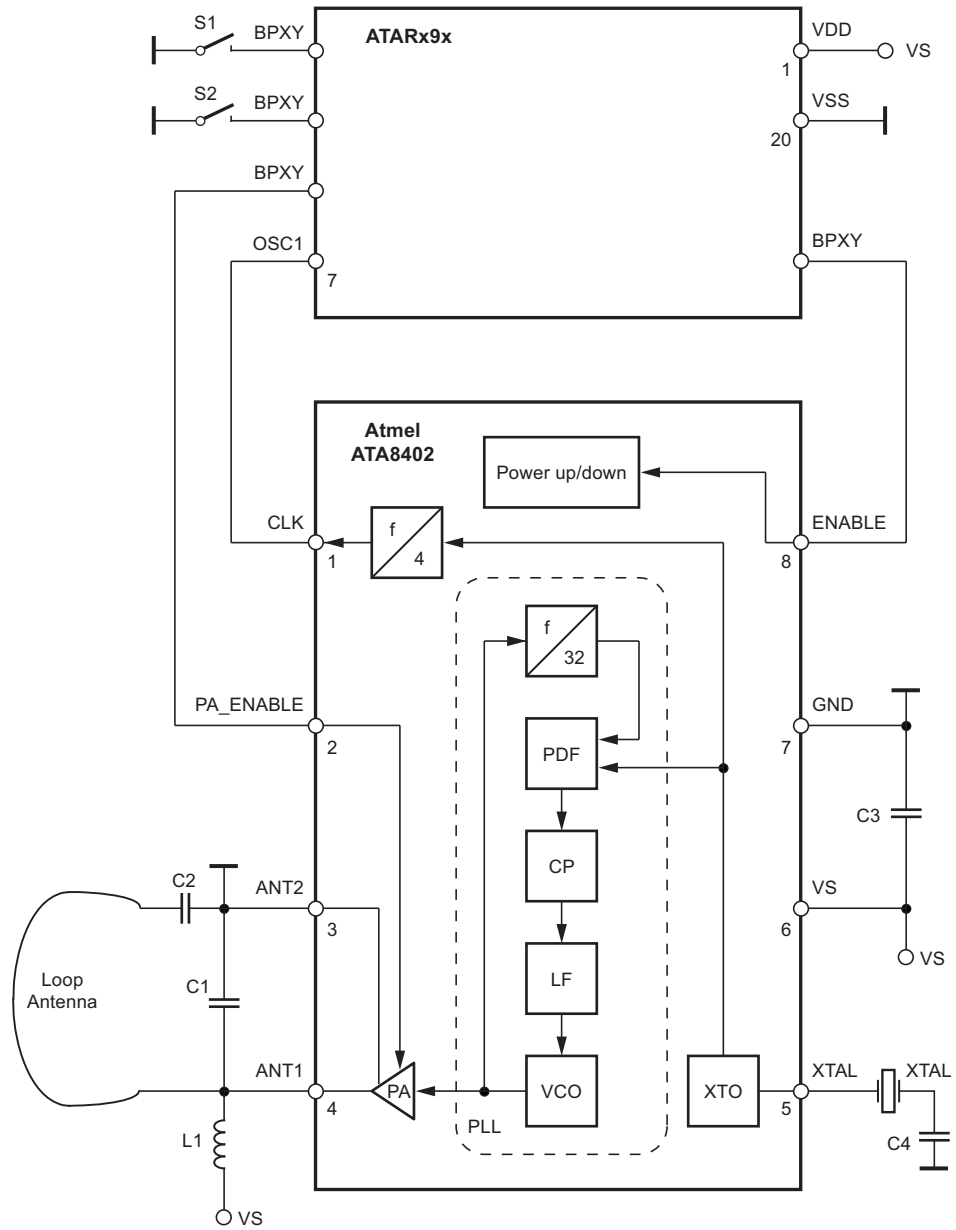 S1
BPXY
ATARx9x
VDD
VS
1
S2
BPXY
VSS
20
BPXY
OSC1
7
BPXY
Atmel
ATA8402
Power up/down
CLK
1
f
4
ENABLE
8
f
32
PA_ENABLE
2
GND
7
PDF
C3
CP
C2
ANT2
3
VS
6
VS
Loop
Antenna
C1
LF
ANT1
4
PA
VCO
PLL
XTO
XTAL
5
XTAL
C4
L1
VS